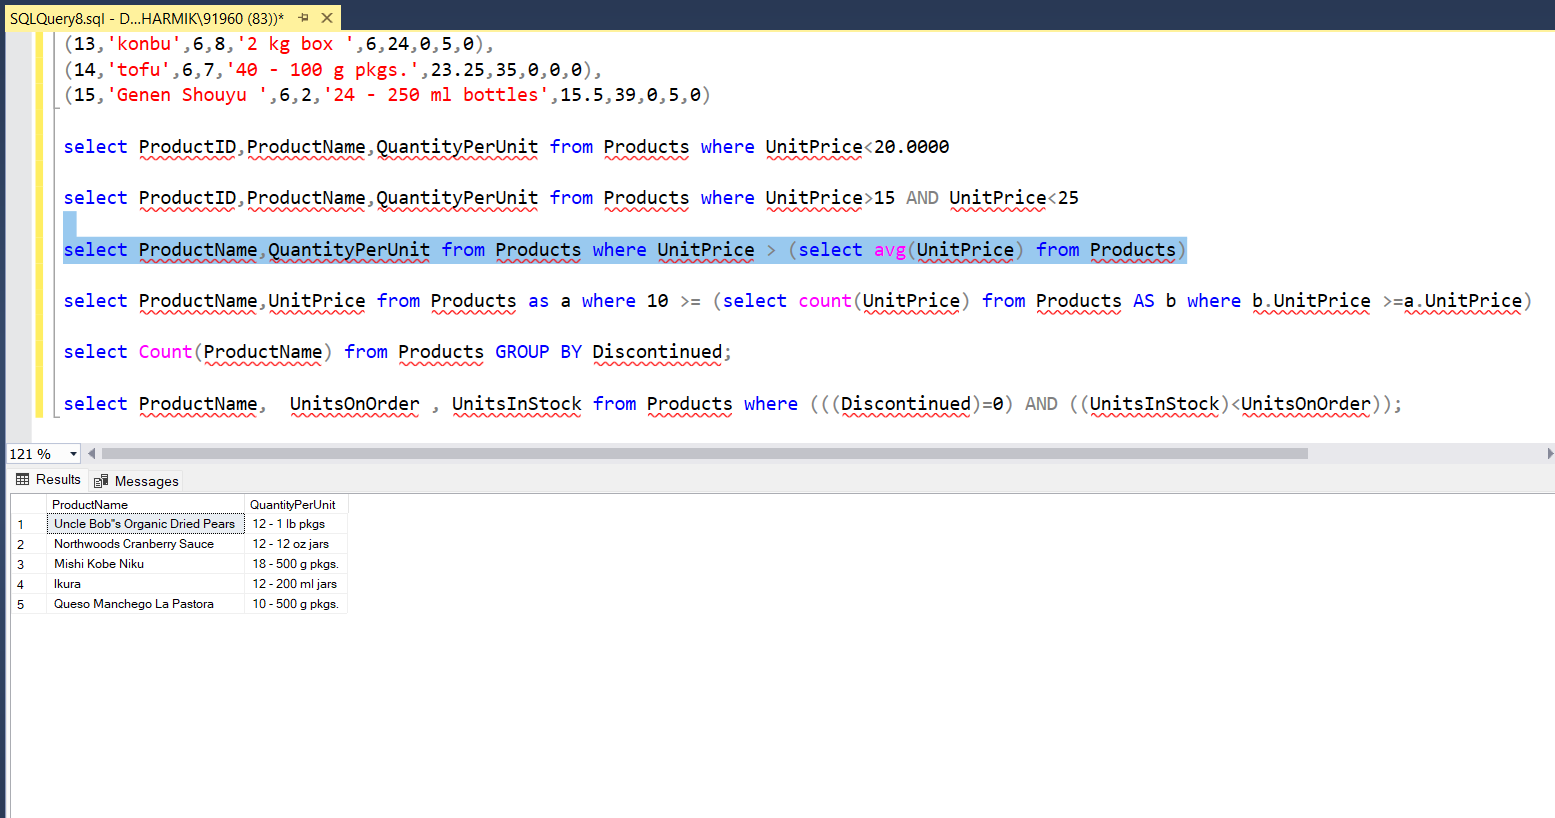 SQLQuery8.sql - D...HARMIK\91960 (83))*
(13,'konbu',6,8,'2 kg box ',6,24,0,5,0),
(14,'tofu',6,7,'40 - 100 g pkgs.',23.25,35,0,0,0),
(15,'Genen Shouyu ',6,2,'24 - 250 ml bottles',15.5,39,0,5,0)
select ProductID,ProductName,QuantityPerUnit from Products where UnitPrice<20.0000
select ProductID,ProductName,QuantityPerUnit from Products where UnitPrice>15 AND UnitPrice<25
select ProductName,QuantityPerUnit from Products where UnitPrice > (select avg(UnitPrice) from Products)
select ProductName,UnitPrice from Products as a where 10 >= (select count(UnitPrice) from Products AS b where b.UnitPrice >=a.UnitPrice)
select Count(ProductName) from Products GROUP BY Discontinued;
select ProductName,  UnitsOnOrder , UnitsInStock from Products where (((Discontinued)=0) AND ((UnitsInStock)<UnitsOnOrder));
121 %
Results Messages
ProductName QuantityPerUnit
1 Uncle Bob"s Organic Dried Pears 12 - 1 lb pkgs
2 Northwoods Cranberry Sauce 12 - 12 oz jars
3 Mishi Kobe Niku 18 - 500 g pkgs.
4 Ikura 12 - 200 ml jars
5 Queso Manchego La Pastora 10 - 500 g pkgs.